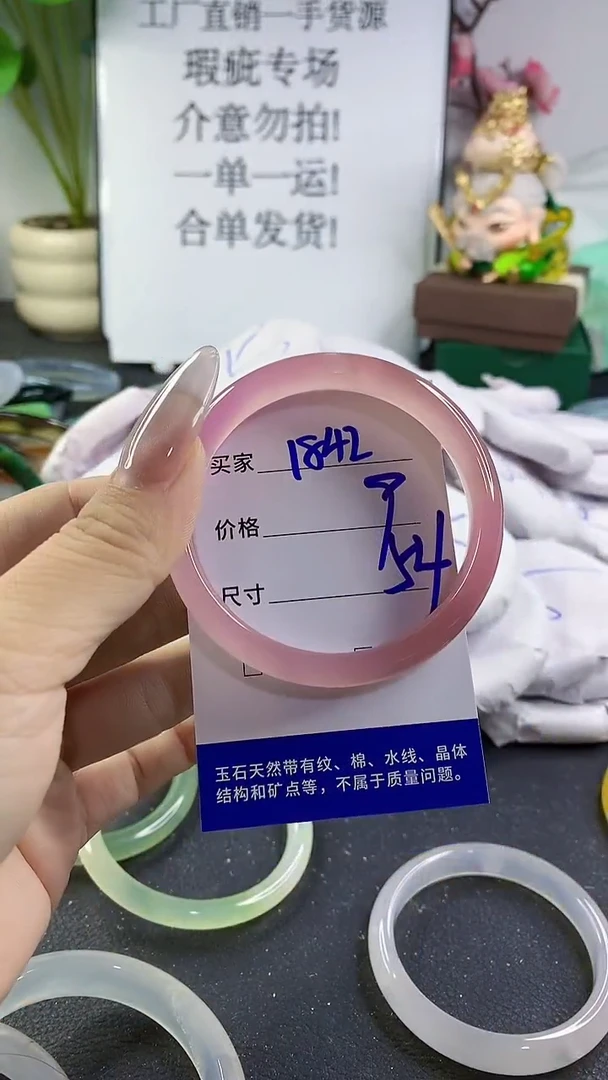 工厂直销一手货源
瑕疵专场
介意勿拍!
一单一运!
合单发货!
买家 1842
价格
尺寸 54
玉石天然带有纹、棉、水线、晶体
结构和矿点等，不属于质量问题。